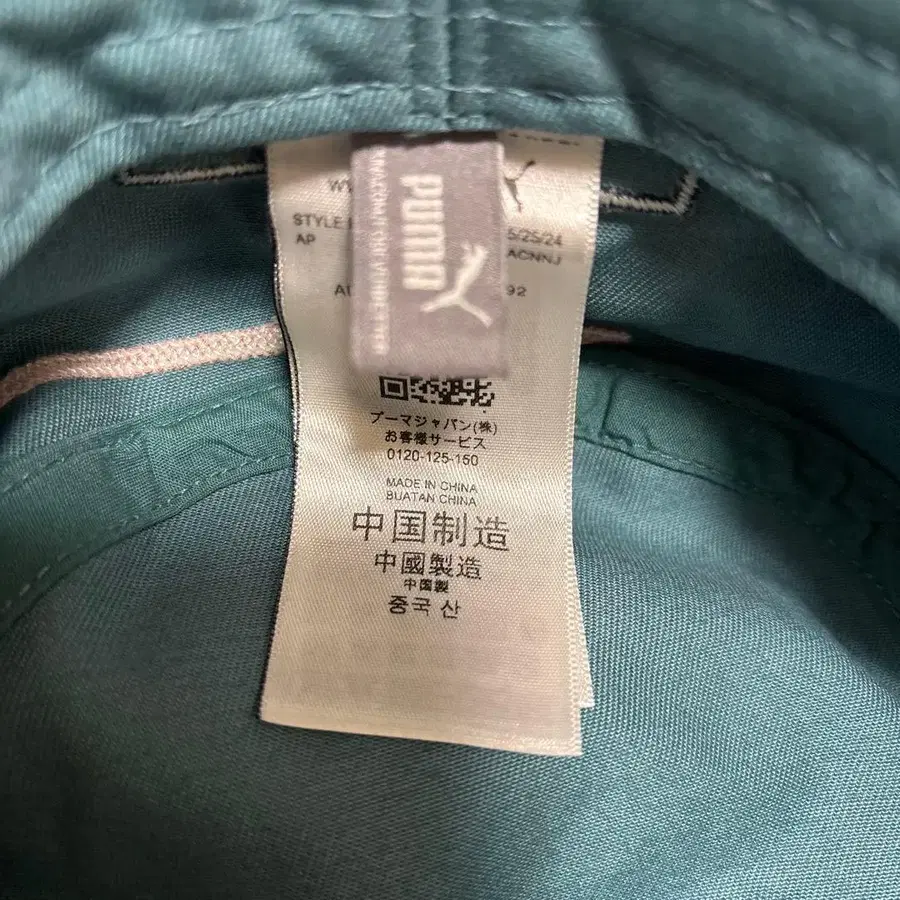 STYLE
5/25/24
AP
ACNNJ
92
PUMA
プーマジャパン(株)
お客様サービス
0120-125-150
MADE IN CHINA
BUATAN CHINA
中国制造
中國製造
中国製
중국 산